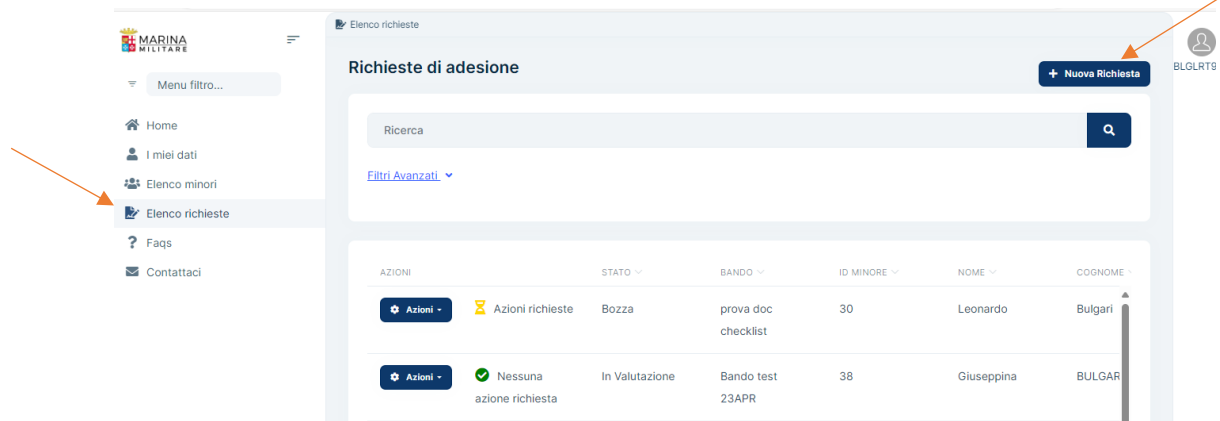 Elenco richieste
MARINA
MILITARE
BLGLRT9
Richieste di adesione
+ Nuova Richiesta
Menu filtro...
Home
I miei dati
Elenco minori
Elenco richieste
? Faqs
Contattaci
Ricerca
Filtri Avanzati
AZIONI STATO BANDO ID MINORE NOME COGNOME
Azioni Azioni richieste Bozza prova doc 30 Leonardo Bulgari
checklist
Azioni Nessuna In Valutazione Bando test 38 Giuseppina BULGAR
azione richiesta 23APR